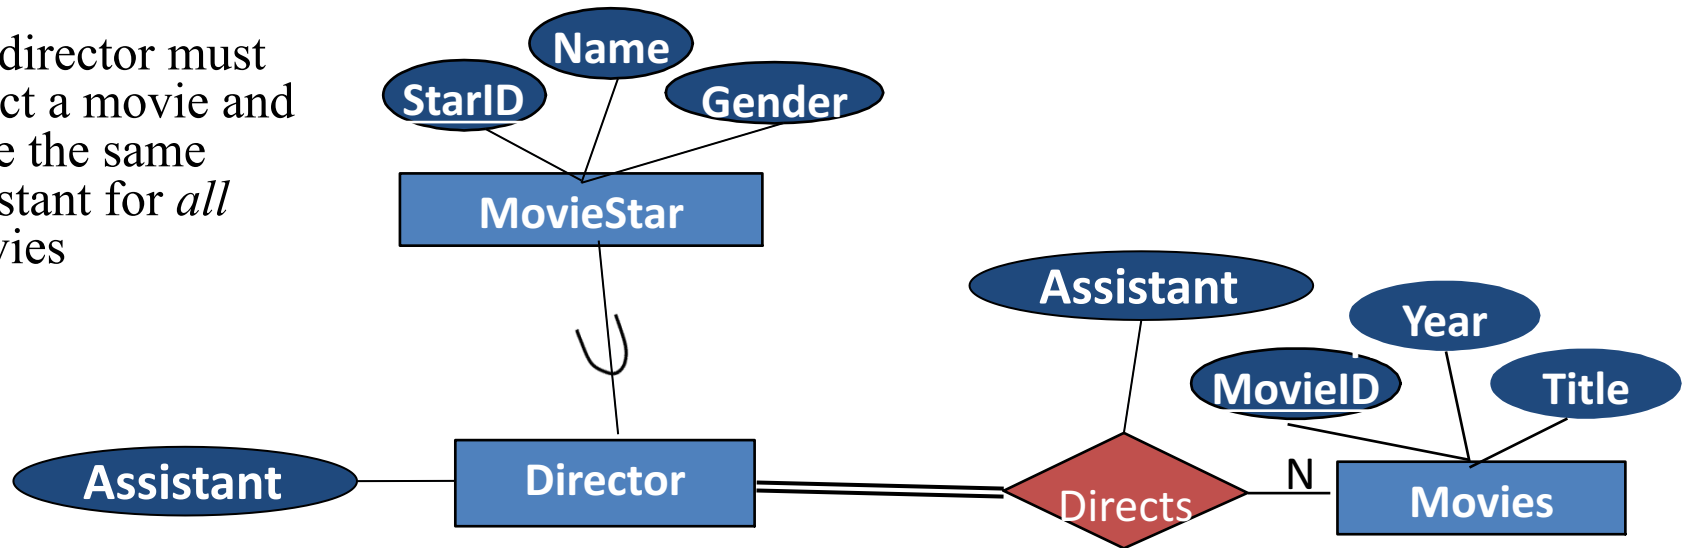 director must
ct a movie and
e the same
stant for all
vies
Name
StarID
Gender
MovieStar
Assistant
Year
MovieID
Title
Assistant
Director
Directs
N
Movies